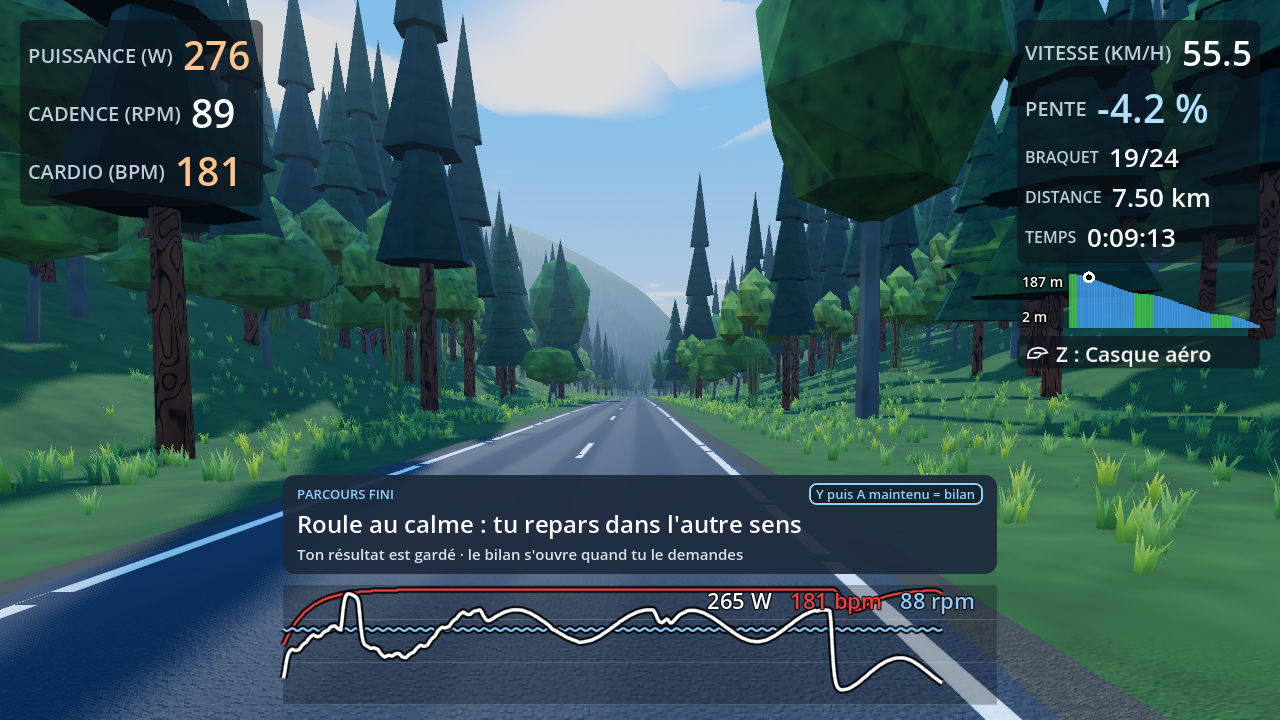 PUISSANCE (W) 276
CADENCE (RPM) 89
CARDIO (BPM) 181
VITESSE (KM/H) 55.5
PENTE -4.2 %
BRAQUET 19/24
DISTANCE 7.50 km
TEMPS 0:09:13
187 m
2 m
Z : Casque aéro
PARCOURS FINI
Y puis A maintenu = bilan
Roule au calme : tu repars dans l'autre sens
Ton résultat est gardé · le bilan s'ouvre quand tu le demandes
265 W 181 bpm 88 rpm